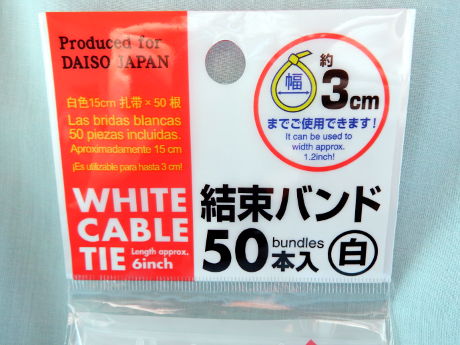 Produced for
DAISO JAPAN
白色15cm 扎带×50 根
Las bridas blancas
50 piezas incluidas.
Aproximadamente 15 cm
¡Es utilizable para hasta 3 cm!
WHITE
CABLE
TIE
Length approx.
6inch
幅
約
3cm
までご使用できます!
It can be used to
width approx.
1.2inch!
結束バンド
50
bundles
本入
白